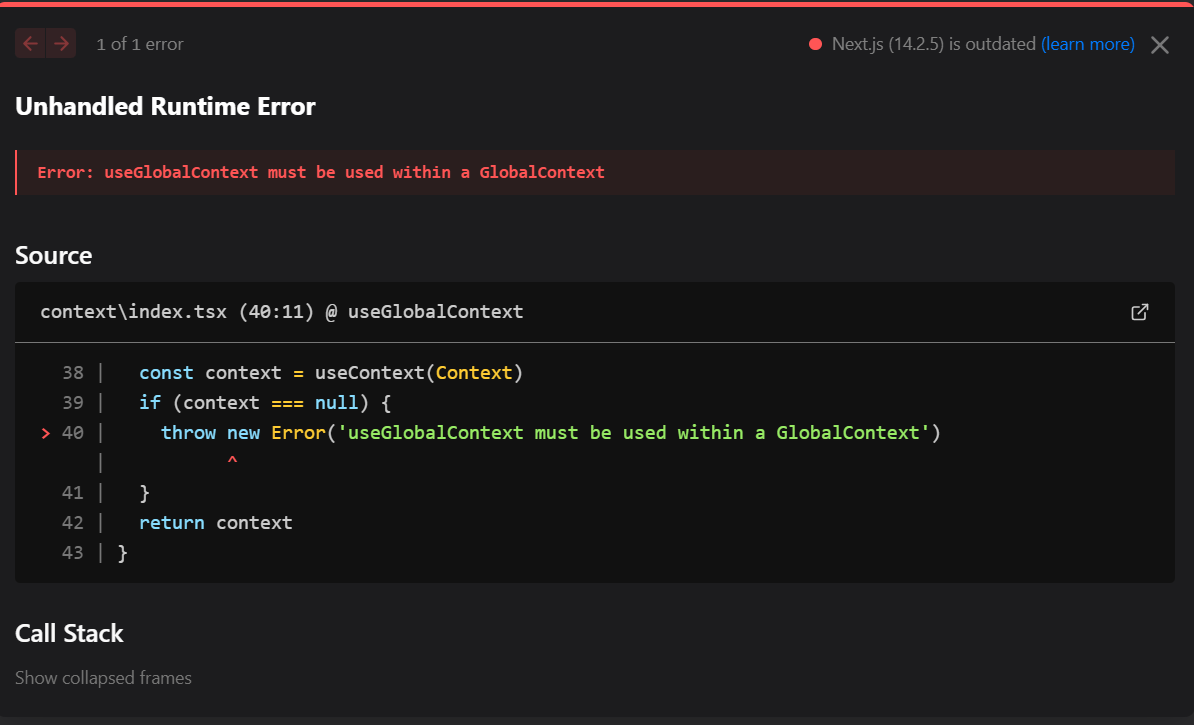 1 of 1 error
Next.js (14.2.5) is outdated (learn more)
Unhandled Runtime Error
Error: useGlobalContext must be used within a GlobalContext
Source
context\index.tsx (40:11) @ useGlobalContext
38 |   const context = useContext(Context)
39 |   if (context === null) {
> 40 |     throw new Error('useGlobalContext must be used within a GlobalContext')
|           ^
41 |   }
42 |   return context
43 | }
Call Stack
Show collapsed frames